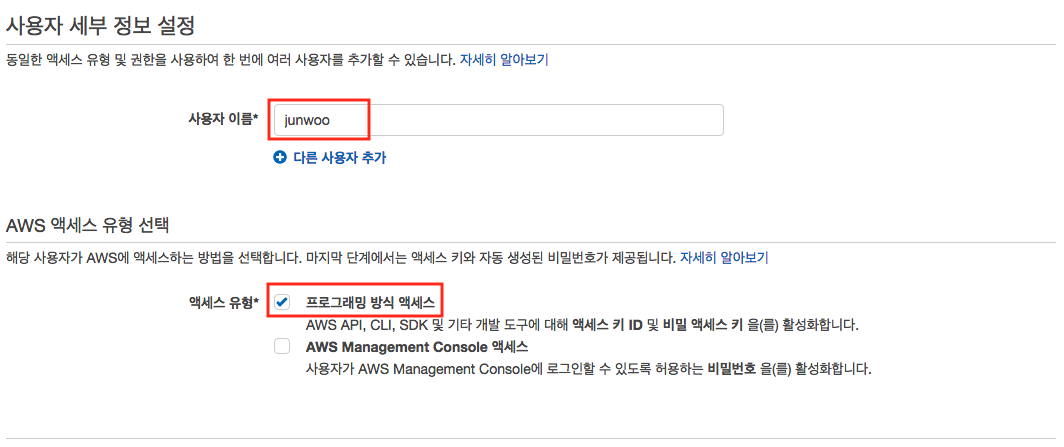 사용자 세부 정보 설정
동일한 액세스 유형 및 권한을 사용하여 한 번에 여러 사용자를 추가할 수 있습니다. 자세히 알아보기
사용자 이름* junwoo
다른 사용자 추가
AWS 액세스 유형 선택
해당 사용자가 AWS에 액세스하는 방법을 선택합니다. 마지막 단계에서는 액세스 키와 자동 생성된 비밀번호가 제공됩니다. 자세히 알아보기
액세스 유형* 프로그래밍 방식 액세스
AWS API, CLI, SDK 및 기타 개발 도구에 대해 액세스 키 ID 및 비밀 액세스 키 을(를) 활성화합니다.
AWS Management Console 액세스
사용자가 AWS Management Console에 로그인할 수 있도록 허용하는 비밀번호 을(를) 활성화합니다.